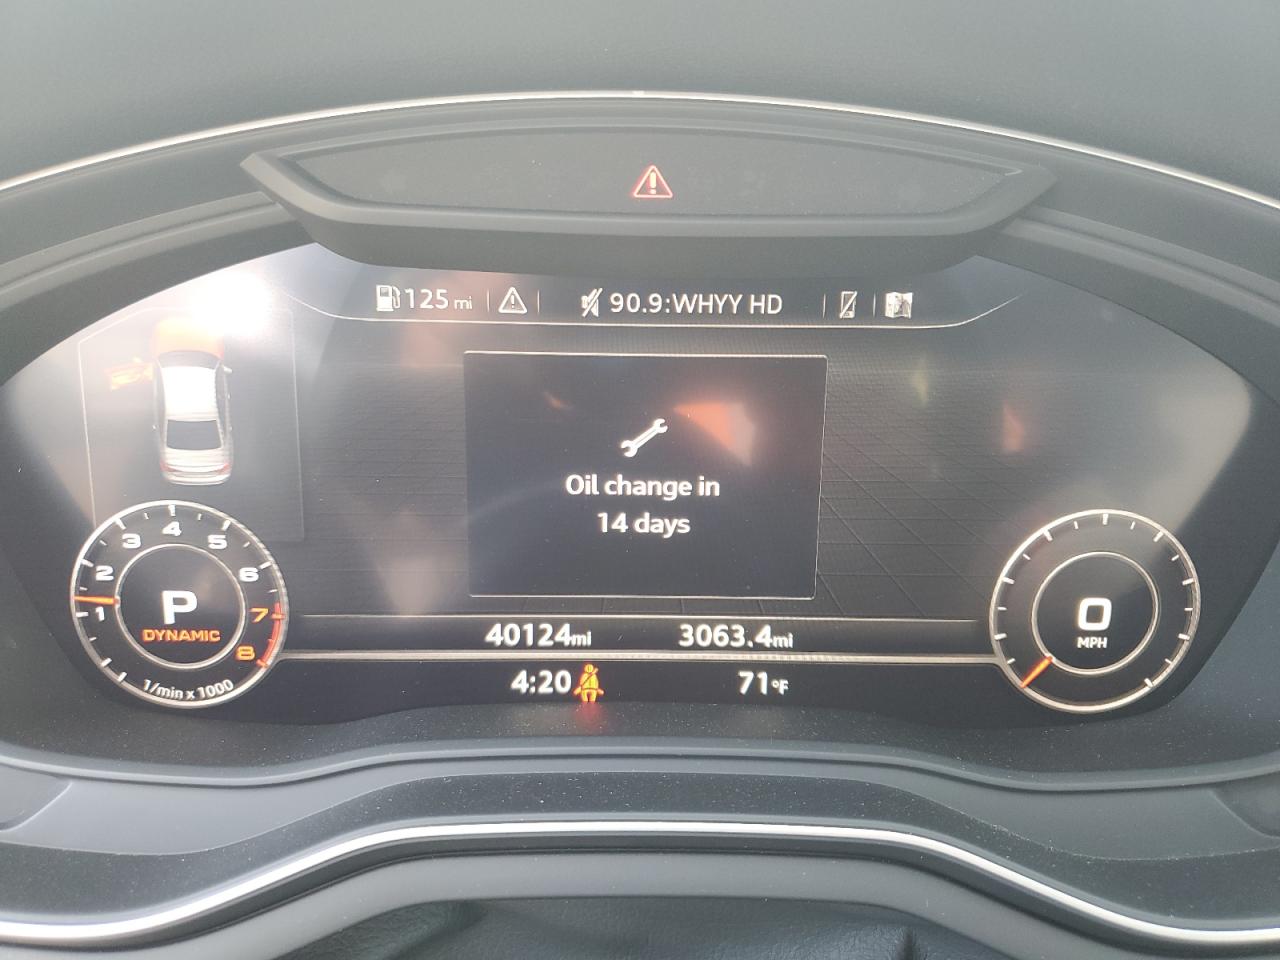 125 mi
90.9:WHYY HD
Oil change in
14 days
1 2 3 4 5 6 7 8
P
DYNAMIC
1/min x 1000
0
MPH
40124mi
3063.4mi
4:20
71°F